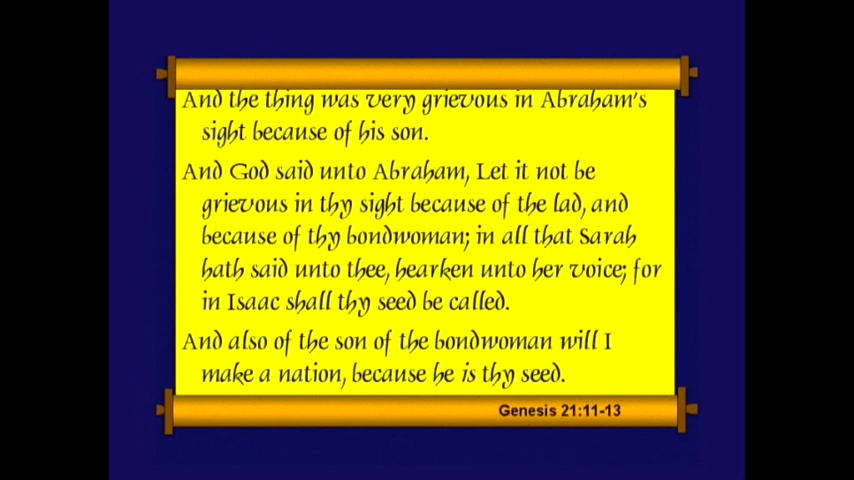 And the thing was very grievous in Abraham's
sight because of his son.
And God said unto Abraham, Let it not be
grievous in thy sight because of the lad, and
because of thy bondwoman; in all that Sarah
hath said unto thee, hearken unto her voice; for
in Isaac shall thy seed be called.
And also of the son of the bondwoman will I
make a nation, because he is thy seed.
Genesis 21:11-13